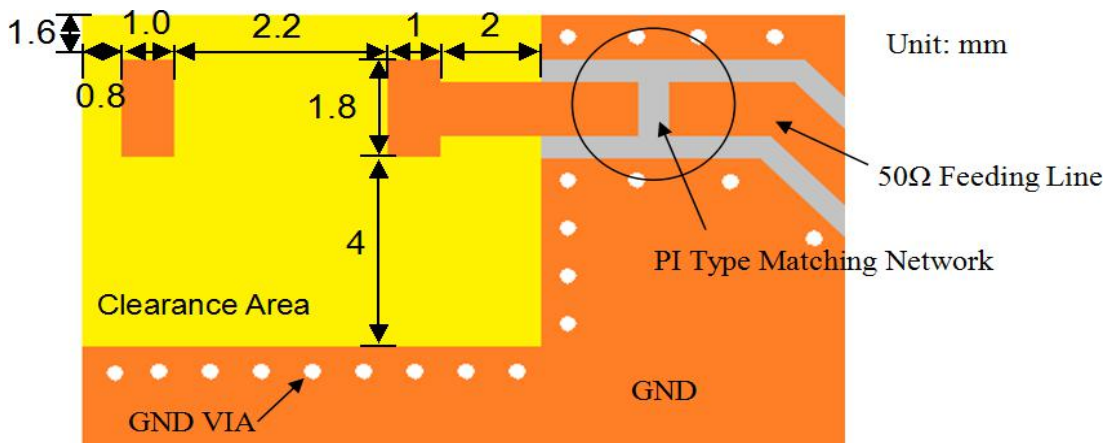 1.6
1.0
2.2
1
2
Unit: mm
0.8
1.8
50Ω Feeding Line
4
PI Type Matching Network
Clearance Area
GND
GND VIA